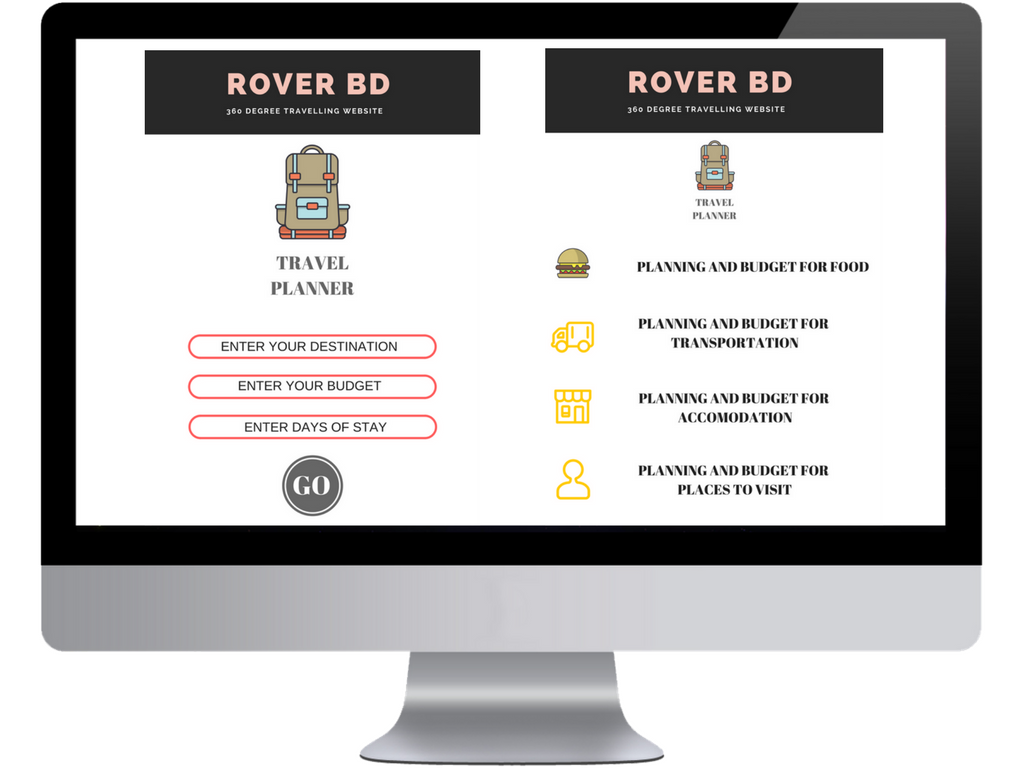 ROVER BD
360 DEGREE TRAVELLING WEBSITE
TRAVEL
PLANNER
ENTER YOUR DESTINATION
ENTER YOUR BUDGET
ENTER DAYS OF STAY
GO
ROVER BD
360 DEGREE TRAVELLING WEBSITE
TRAVEL
PLANNER
PLANNING AND BUDGET FOR FOOD
PLANNING AND BUDGET FOR
TRANSPORTATION
PLANNING AND BUDGET FOR
ACCOMODATION
PLANNING AND BUDGET FOR
PLACES TO VISIT